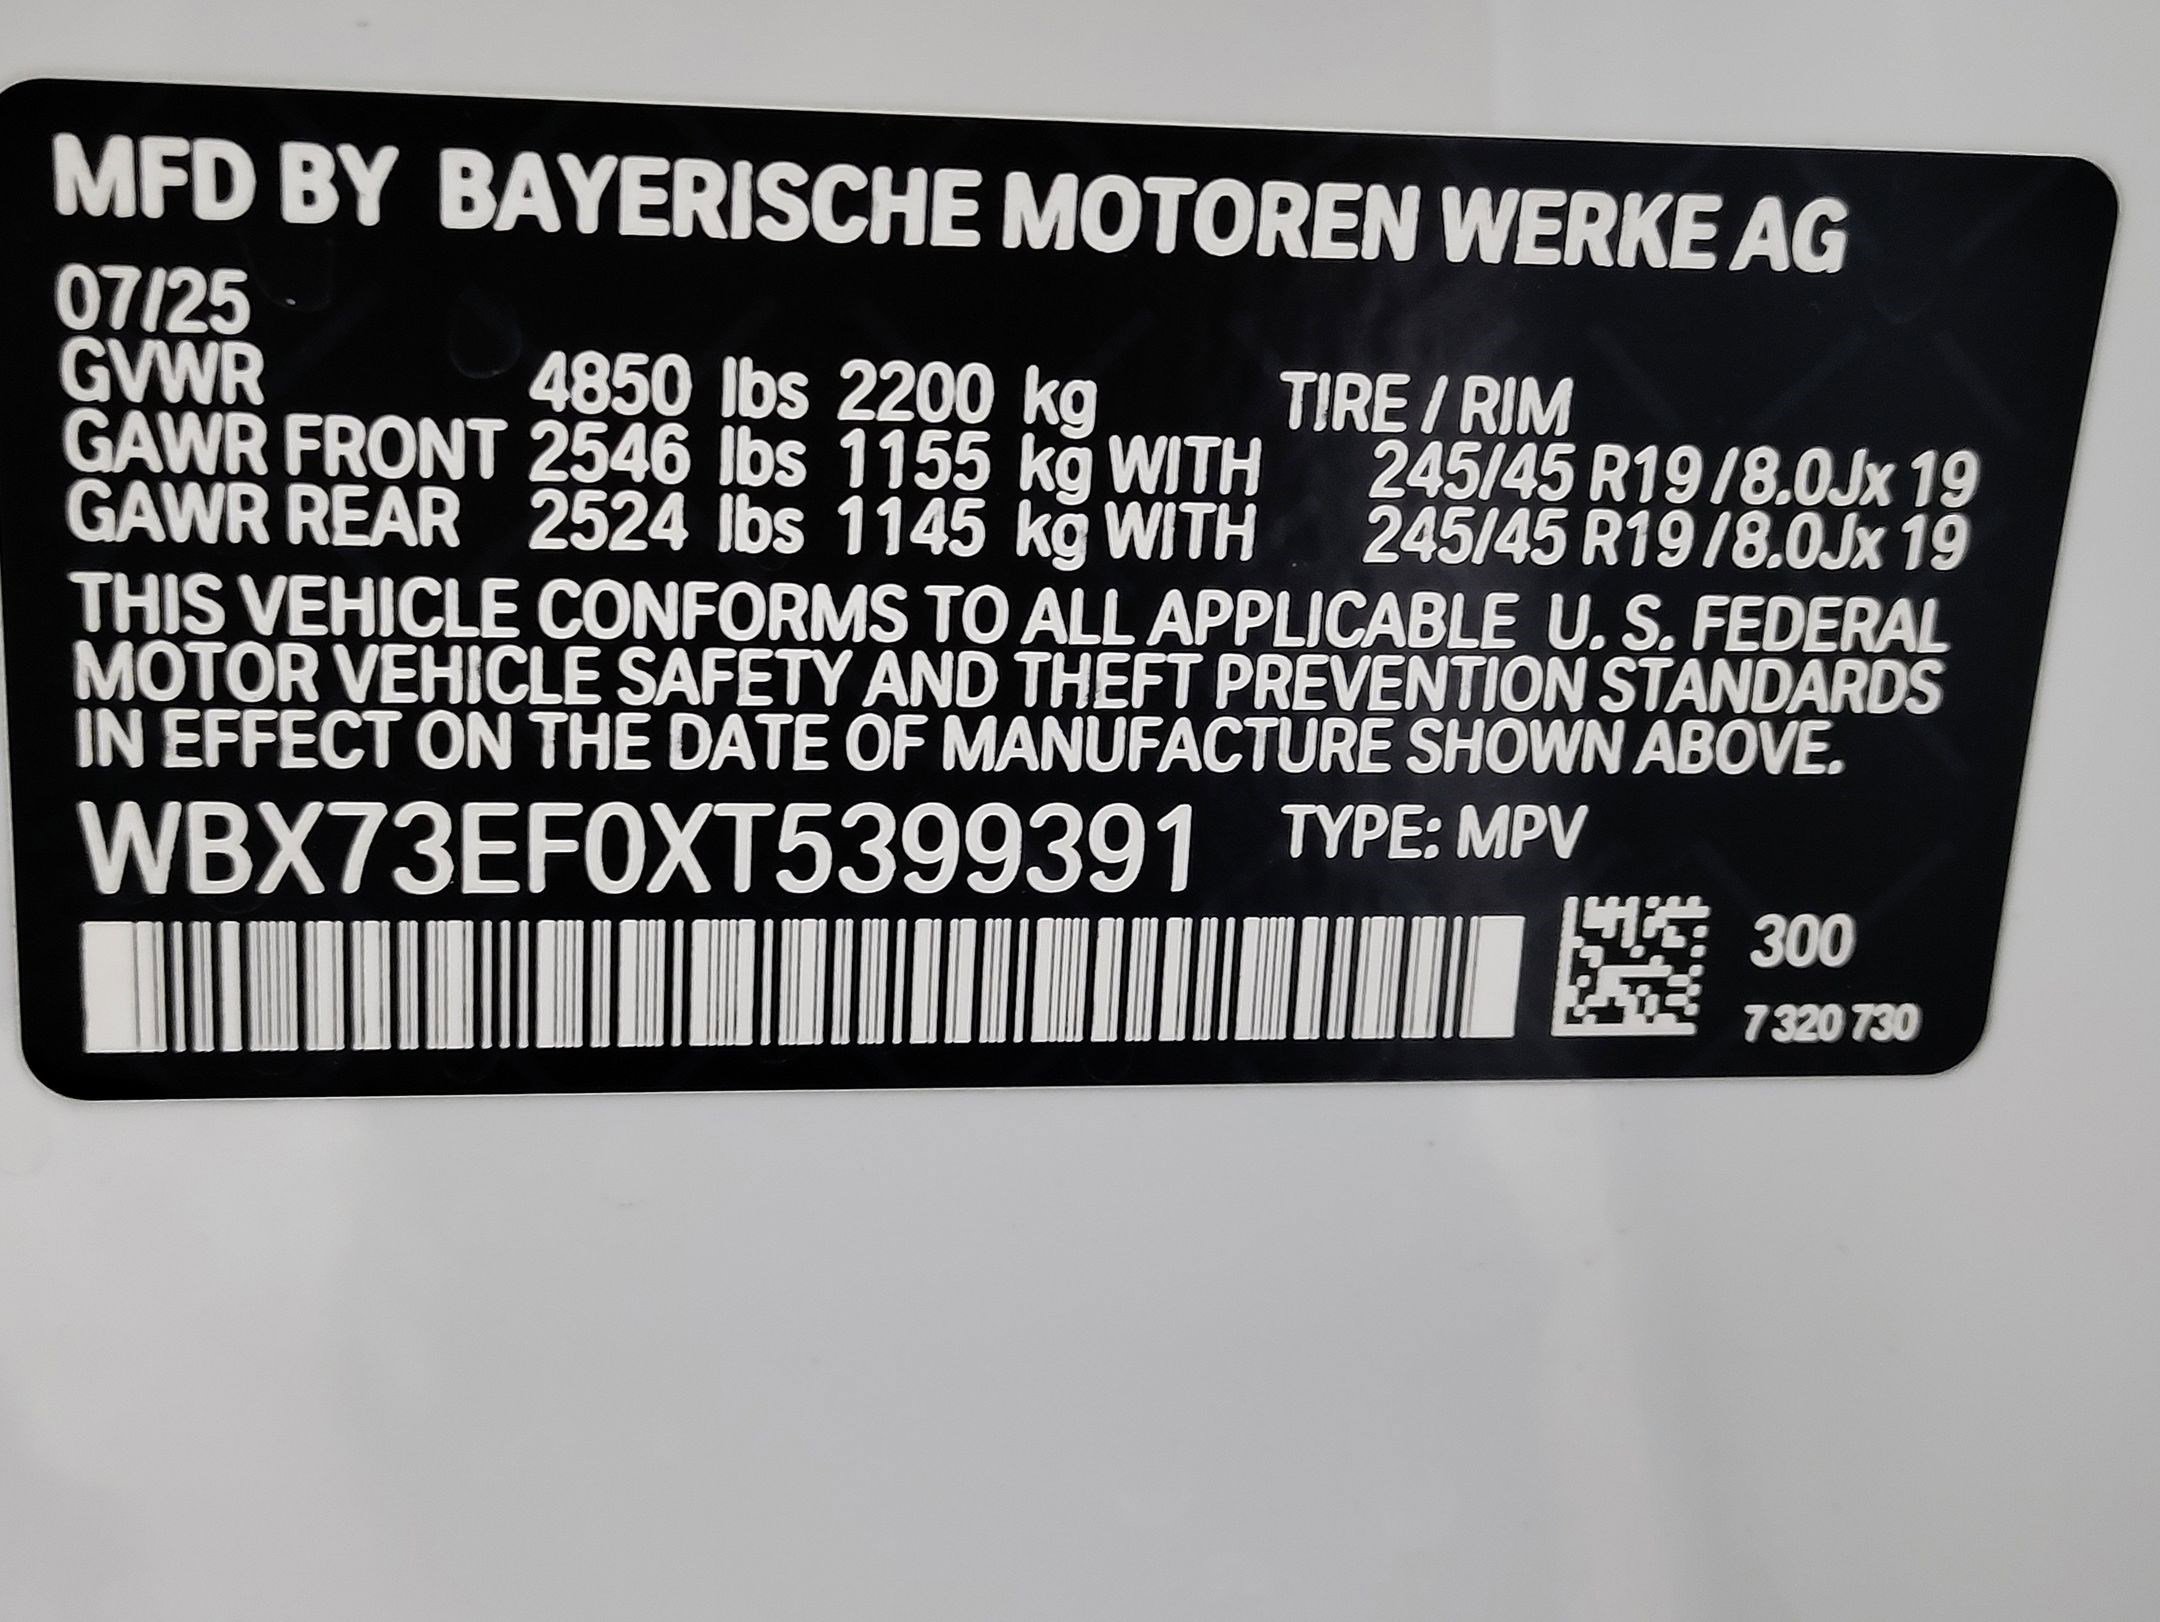 MFD BY BAYERISCHE MOTOREN WERKE AG
07/25
GVWR 4850 lbs 2200 kg TIRE / RIM
GAWR FRONT 2546 lbs 1155 kg WITH 245/45 R19 / 8.0Jx 19
GAWR REAR 2524 lbs 1145 kg WITH 245/45 R19 / 8.0Jx 19
THIS VEHICLE CONFORMS TO ALL APPLICABLE U. S. FEDERAL
MOTOR VEHICLE SAFETY AND THEFT PREVENTION STANDARDS
IN EFFECT ON THE DATE OF MANUFACTURE SHOWN ABOVE.
WBX73EF0XT5399391 TYPE: MPV
300
7 320 730